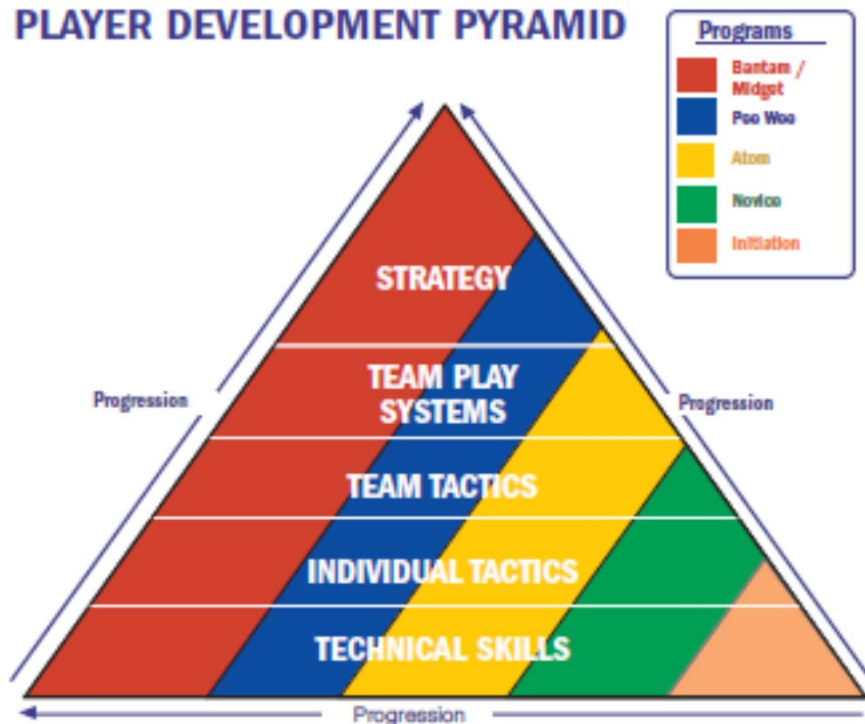 PLAYER DEVELOPMENT PYRAMID
Programs
Bantam /
Midget
Pee Wee
Atom
Novice
Initiation
STRATEGY
TEAM PLAY
SYSTEMS
Progression
Progression
TEAM TACTICS
INDIVIDUAL TACTICS
TECHNICAL SKILLS
Progression